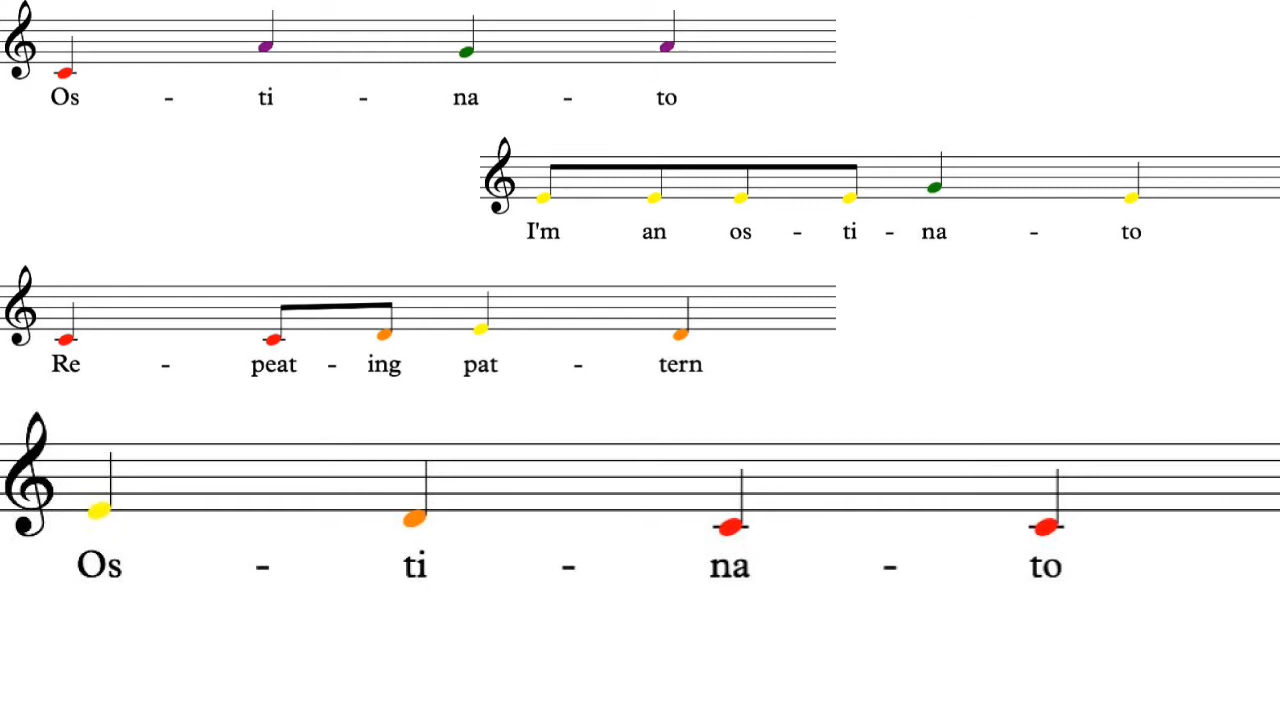 Os - ti - na - to
I'm an os - ti - na - to
Re - peat - ing pat - tern
Os - ti - na - to